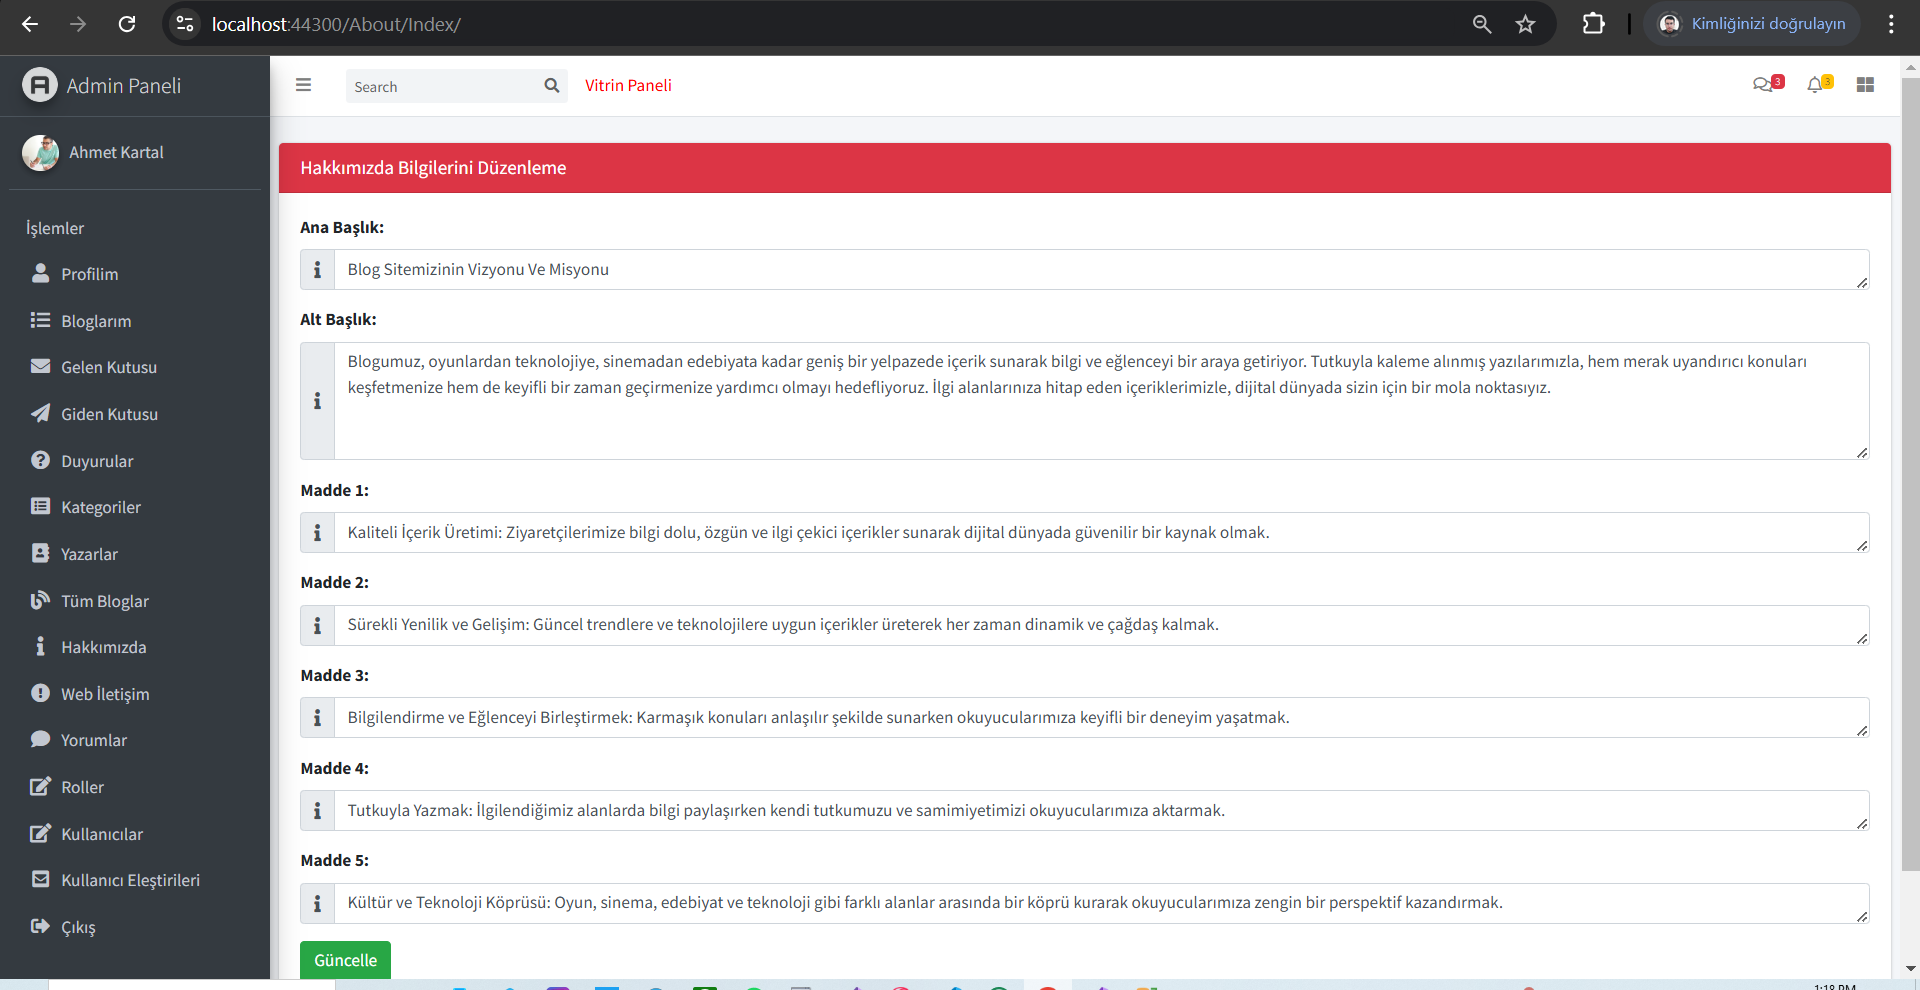 localhost:44300/About/Index/
Kimliğinizi doğrulayın
Admin Paneli
Search
Vitrin Paneli
3
3
Ahmet Kartal
İşlemler
Profilim
Bloglarım
Gelen Kutusu
Giden Kutusu
Duyurular
Kategoriler
Yazarlar
Tüm Bloglar
Hakkımızda
Web İletişim
Yorumlar
Roller
Kullanıcılar
Kullanıcı Eleştirileri
Çıkış
Hakkımızda Bilgilerini Düzenleme
Ana Başlık:
Blog Sitemizinin Vizyonu Ve Misyonu
Alt Başlık:
Blogumuz, oyunlardan teknolojiye, sinemadan edebiyata kadar geniş bir yelpazede içerik sunarak bilgi ve eğlenceyi bir araya getiriyor. Tutkuyla kaleme alınmış yazılarımızla, hem merak uyandırıcı konuları
keşfetmenize hem de keyifli bir zaman geçirmenize yardımcı olmayı hedefliyoruz. İlgi alanlarınıza hitap eden içeriklerimizle, dijital dünyada sizin için bir mola noktasıyız.
Madde 1:
Kaliteli İçerik Üretimi: Ziyaretçilerimize bilgi dolu, özgün ve ilgi çekici içerikler sunarak dijital dünyada güvenilir bir kaynak olmak.
Madde 2:
Sürekli Yenilik ve Gelişim: Güncel trendlere ve teknolojilere uygun içerikler üreterek her zaman dinamik ve çağdaş kalmak.
Madde 3:
Bilgilendirme ve Eğlenceyi Birleştirmek: Karmaşık konuları anlaşılır şekilde sunarken okuyucularımıza keyifli bir deneyim yaşatmak.
Madde 4:
Tutkuyla Yazmak: İlgilendiğimiz alanlarda bilgi paylaşırken kendi tutkumuzu ve samimiyetimizi okuyucularımıza aktarmak.
Madde 5:
Kültür ve Teknoloji Köprüsü: Oyun, sinema, edebiyat ve teknoloji gibi farklı alanlar arasında bir köprü kurarak okuyucularımıza zengin bir perspektif kazandırmak.
Güncelle
1:18 PM